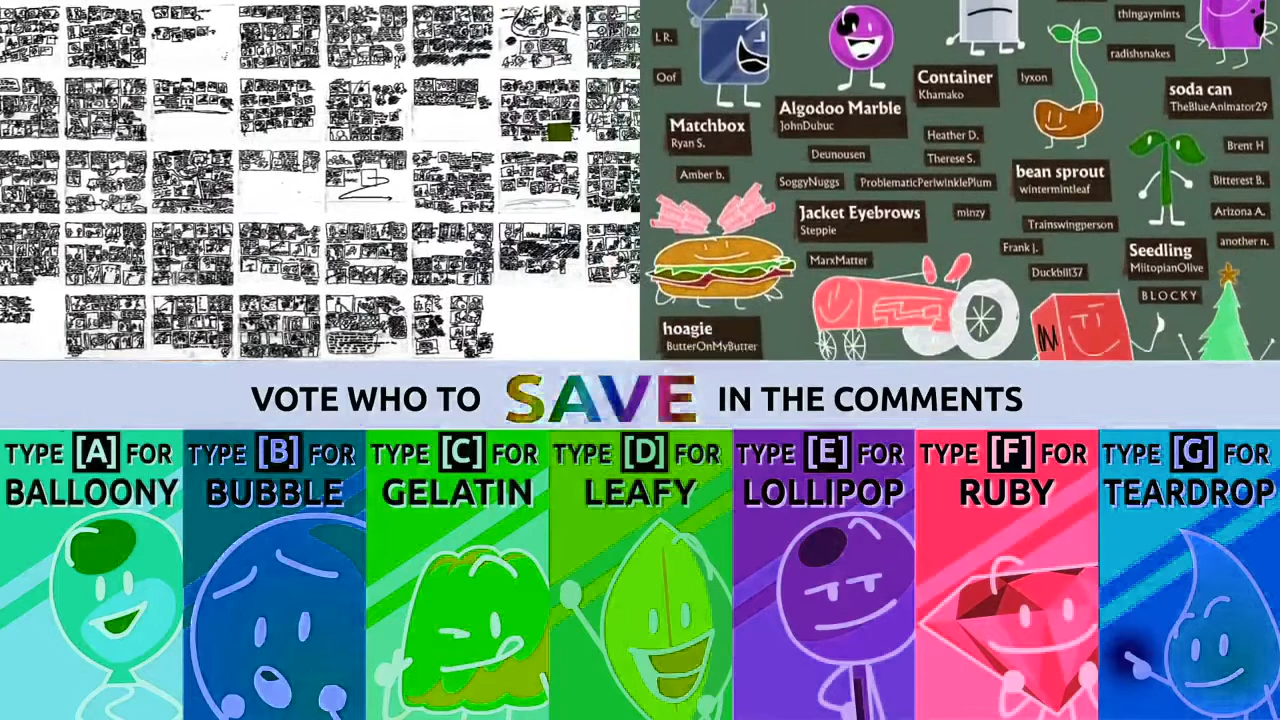 I.R.
Oof
thingaymints
radishsnakes
Container
Khamako
lyxon
soda can
TheBlueAnimator29
Algodoo Marble
JohnDubuc
Matchbox
Ryan S.
Heather D.
Therese S.
Brent H
Deunousen
Amber b.
SoggyNuggs
ProblematicPeriwinklePlum
bean sprout
wintermintleaf
Bitterest B.
Jacket Eyebrows
Steppie
minzy
Trainswingperson
Arizona A.
Frank J.
another n.
MarxMatter
Duckbill37
Seedling
MiitopianOlive
BLOCKY
hoagie
ButterOnMyButter
VOTE WHO TO SAVE IN THE COMMENTS
TYPE [A] FOR
BALLOONY
TYPE [B] FOR
BUBBLE
TYPE [C] FOR
GELATIN
TYPE [D] FOR
LEAFY
TYPE [E] FOR
LOLLIPOP
TYPE [F] FOR
RUBY
TYPE [G] FOR
TEARDROP